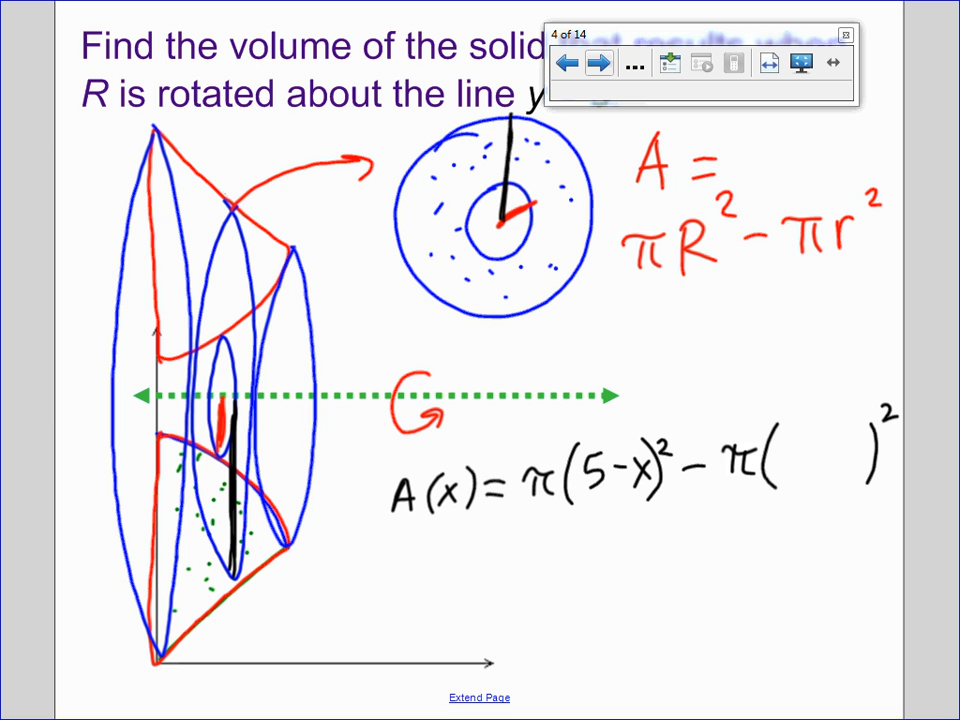 Find the volume of the solid
4 of 14
R is rotated about the line y
A =
πR² − πr²
A(x) = π(5−x)² − π(     )²
Extend Page